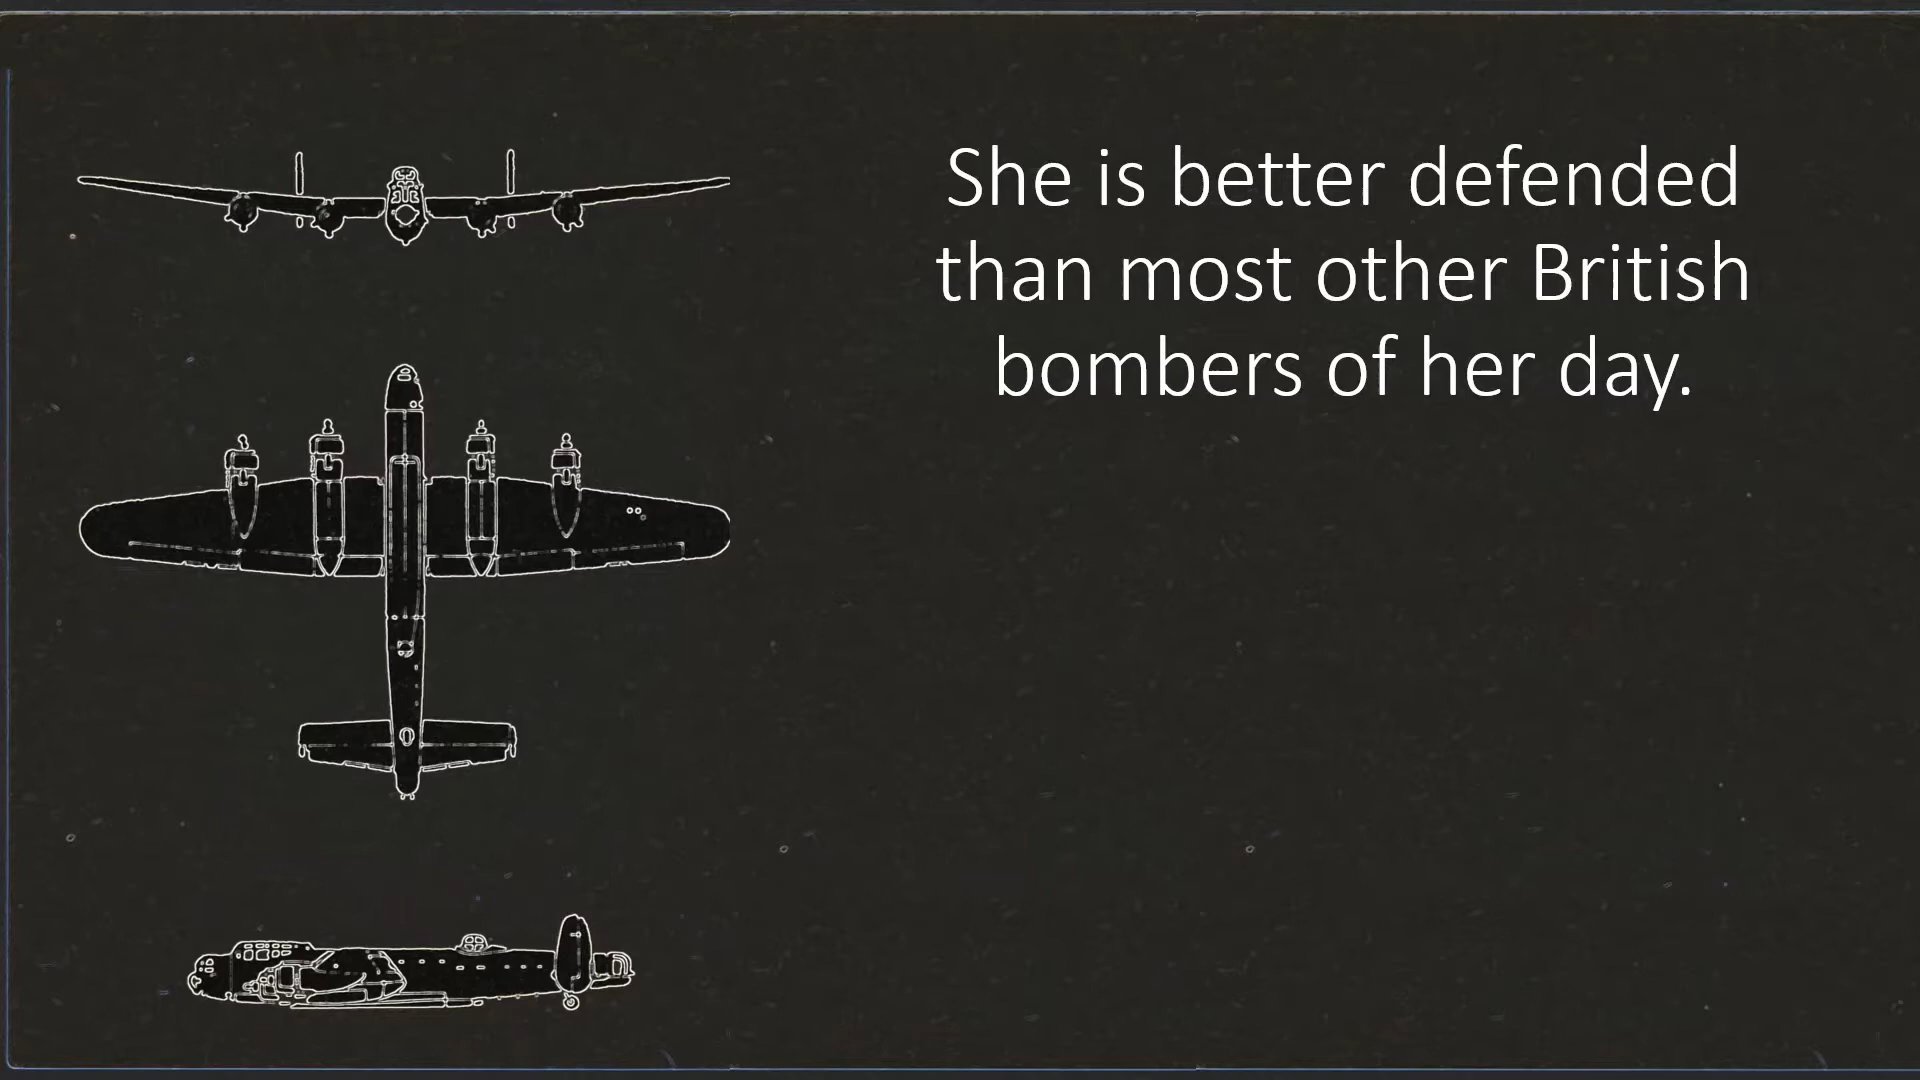 She is better defended
than most other British
bombers of her day.